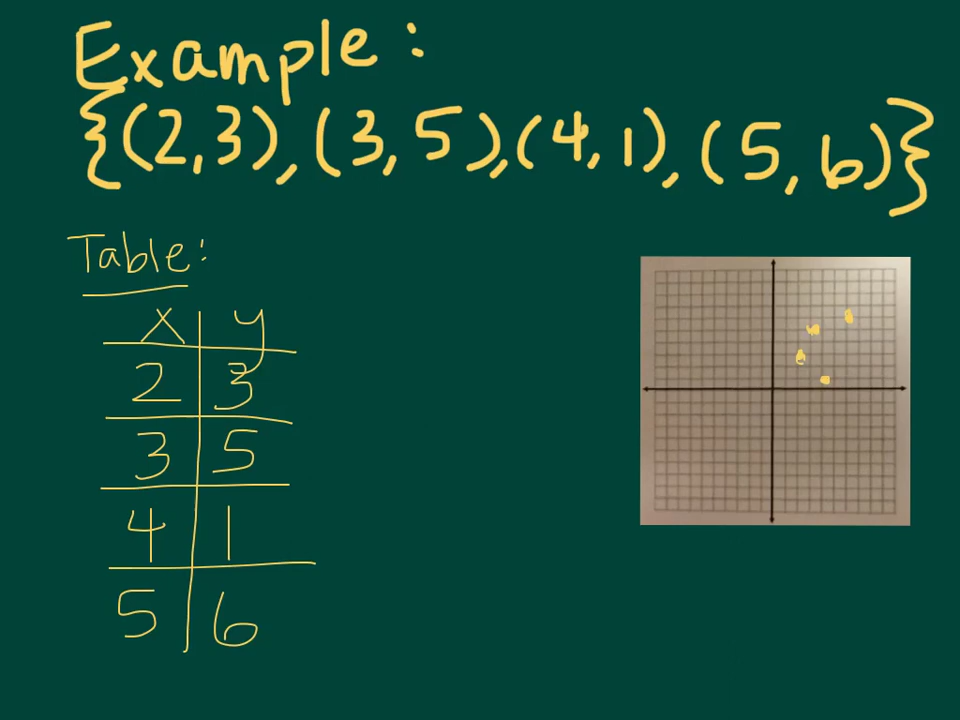 Example:
{(2,3),(3,5),(4,1),(5,6)}
Table:
x y
2 3
3 5
4 1
5 6